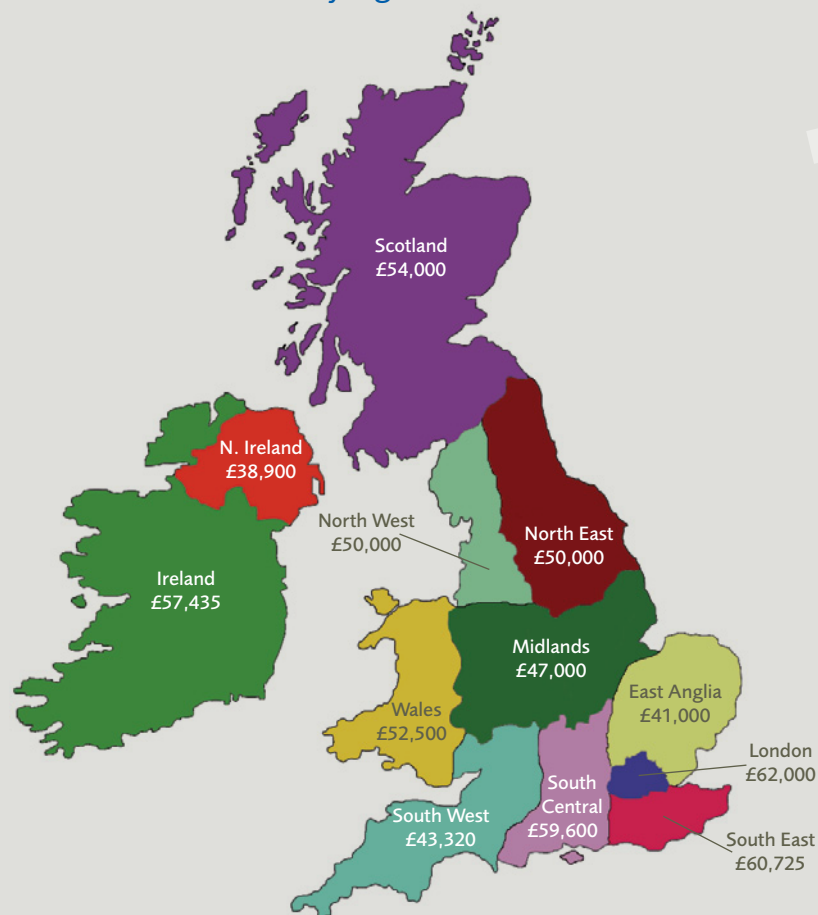 Scotland
£54,000
N. Ireland
£38,900
North West
£50,000
North East
£50,000
Ireland
£57,435
Midlands
£47,000
East Anglia
£41,000
Wales
£52,500
London
£62,000
South
Central
£59,600
South West
£43,320
South East
£60,725